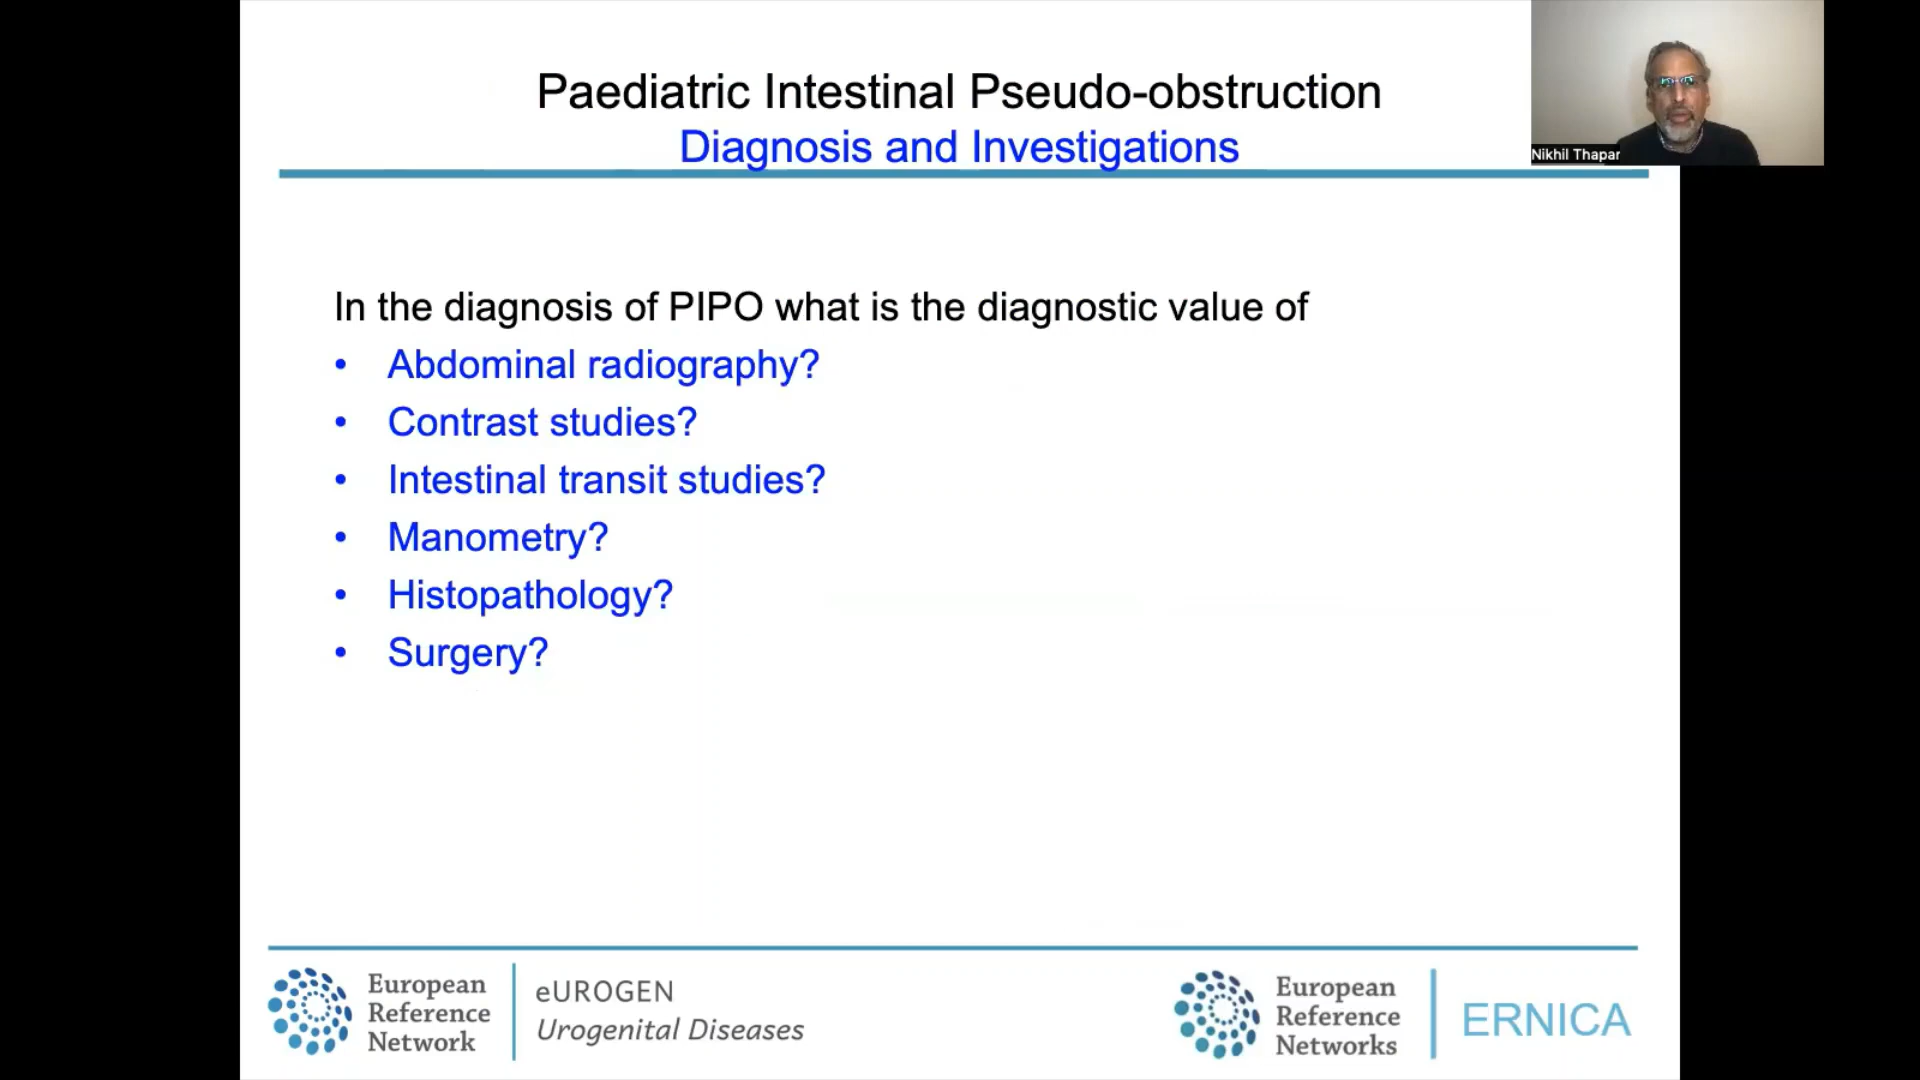 Paediatric Intestinal Pseudo-obstruction
Diagnosis and Investigations
Nikhil Thapar
In the diagnosis of PIPO what is the diagnostic value of
• Abdominal radiography?
• Contrast studies?
• Intestinal transit studies?
• Manometry?
• Histopathology?
• Surgery?
European
Reference
Network
eUROGEN
Urogenital Diseases
European
Reference
Networks
ERNICA